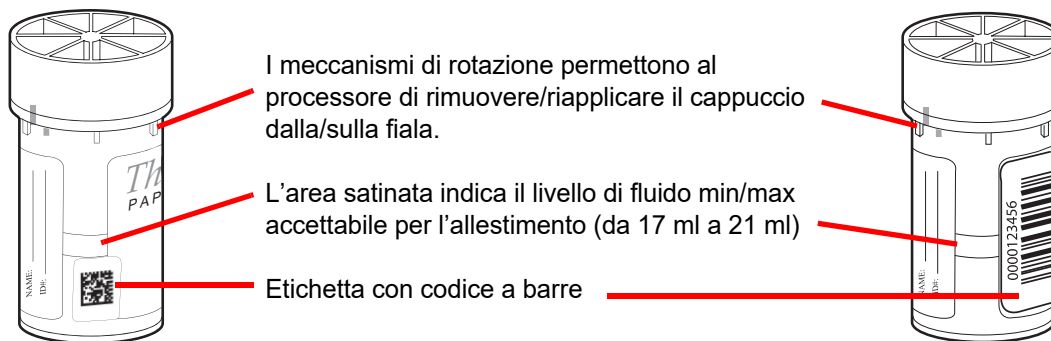 I meccanismi di rotazione permettono al
processore di rimuovere/riapplicare il cappuccio
dalla/sulla fiala.
Th
PAP
L’area satinata indica il livello di fluido min/max
accettabile per l’allestimento (da 17 ml a 21 ml)
NAME:
ID#:
Etichetta con codice a barre
NAME:
ID#:
0000123456